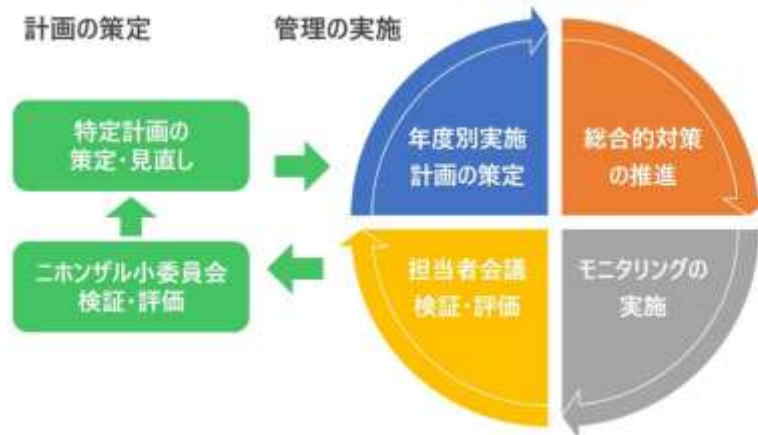 計画の策定
管理の実施
特定計画の
策定・見直し
年度別実施
計画の策定
総合的対策
の推進
ニホンザル小委員会
検証・評価
担当者会議
検証・評価
モニタリングの
実施